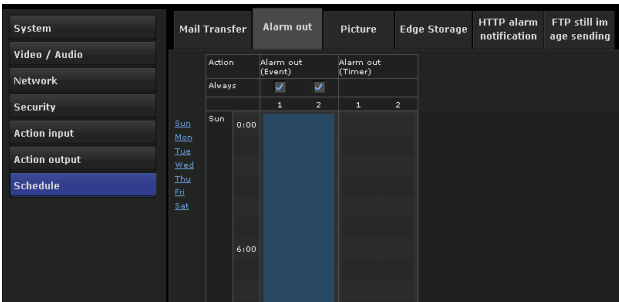 System
Video / Audio
Network
Security
Action input
Action output
Schedule
Mail Transfer
Alarm out
Picture
Edge Storage
HTTP alarm
notification
FTP still im
age sending
Action
Alarm out
(Event)
Alarm out
(Timer)
Always
1 2 1 2
Sun
Mon
Tue
Wed
Thu
Fri
Sat
Sun
0:00
6:00